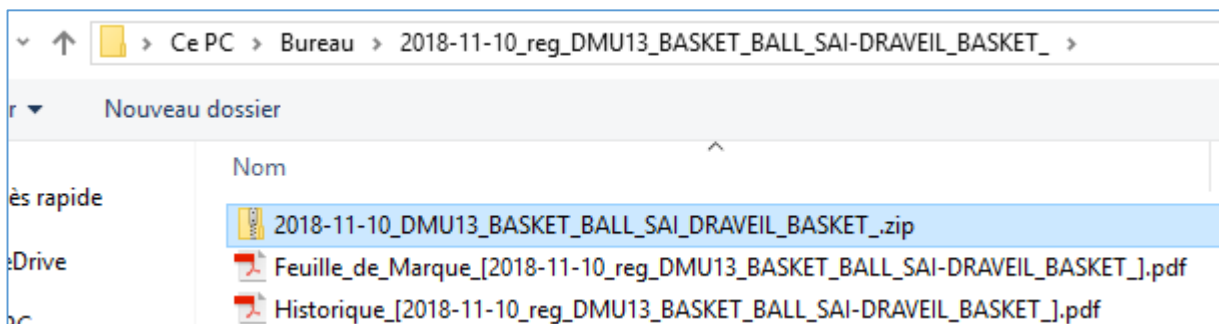 Ce PC > Bureau > 2018-11-10_reg_DMU13_BASKET_BALL_SAI-DRAVEIL_BASKET_ >
r Nouveau dossier
Nom
ès rapide
2018-11-10_DMU13_BASKET_BALL_SAI_DRAVEIL_BASKET_.zip
eDrive
Feuille_de_Marque_[2018-11-10_reg_DMU13_BASKET_BALL_SAI-DRAVEIL_BASKET_].pdf
Historique_[2018-11-10_reg_DMU13_BASKET_BALL_SAI-DRAVEIL_BASKET_].pdf